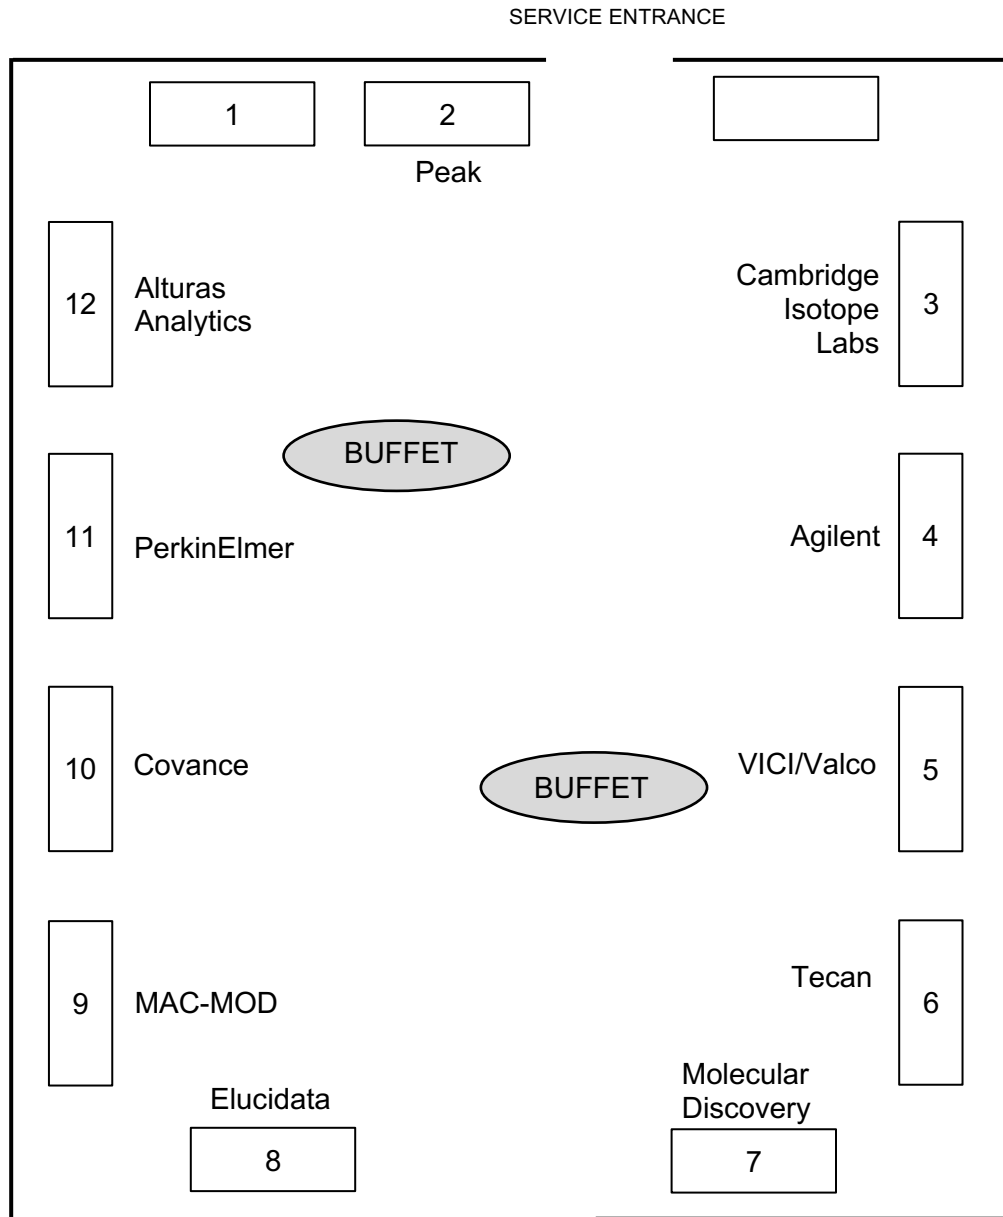 SERVICE ENTRANCE
1
2
Peak
12
Alturas
Analytics
Cambridge
Isotope
Labs
3
BUFFET
11
PerkinElmer
Agilent
4
10
Covance
BUFFET
VICI/Valco
5
9
MAC-MOD
Tecan
6
Elucidata
8
Molecular
Discovery
7